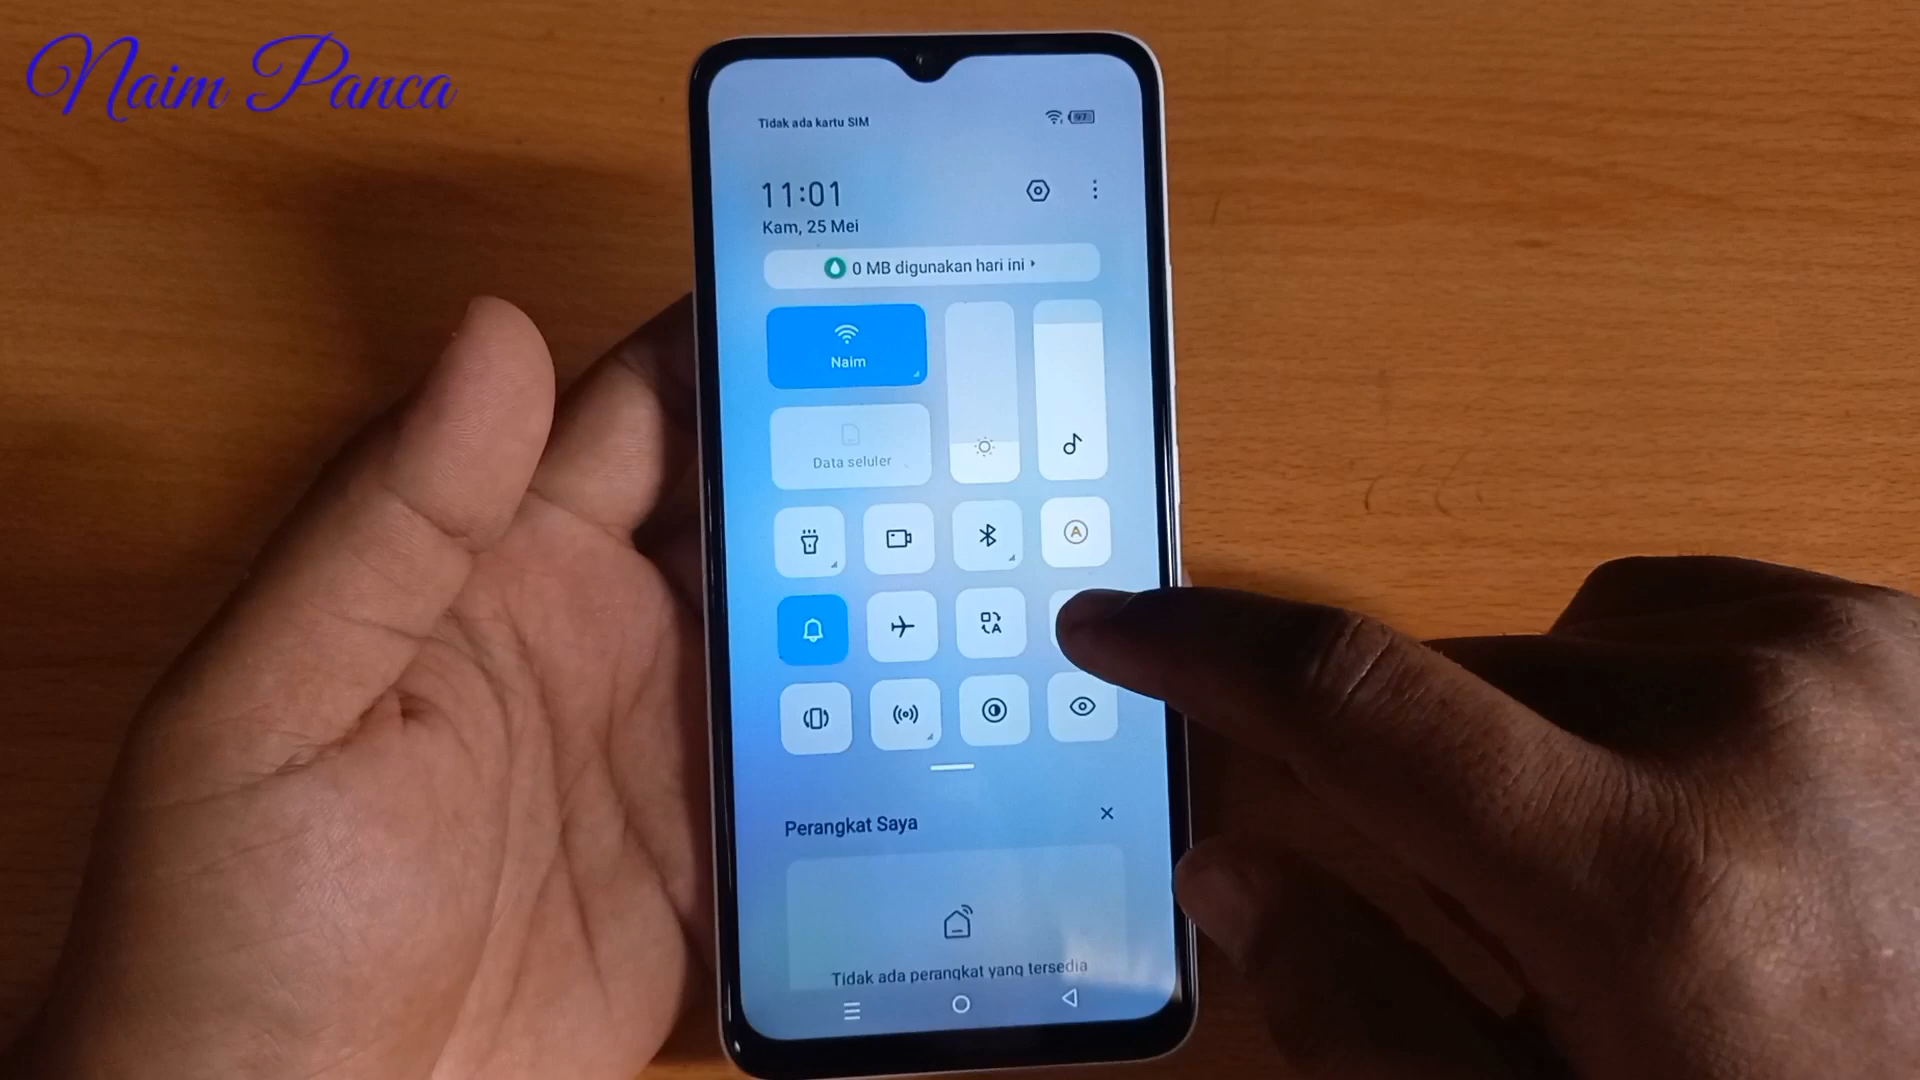 Naim Panca
Tidak ada kartu SIM
97
11:01
Kam, 25 Mei
0 MB digunakan hari ini
Naim
Data seluler
A
A
Perangkat Saya
Tidak ada perangkat yang tersedia